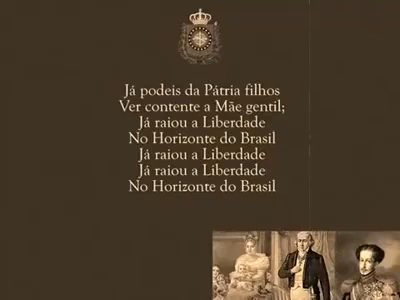 Já podeis da Pátria filhos
Ver contente a Mãe gentil;
Já raiou a Liberdade
No Horizonte do Brasil
Já raiou a Liberdade
Já raiou a Liberdade
No Horizonte do Brasil